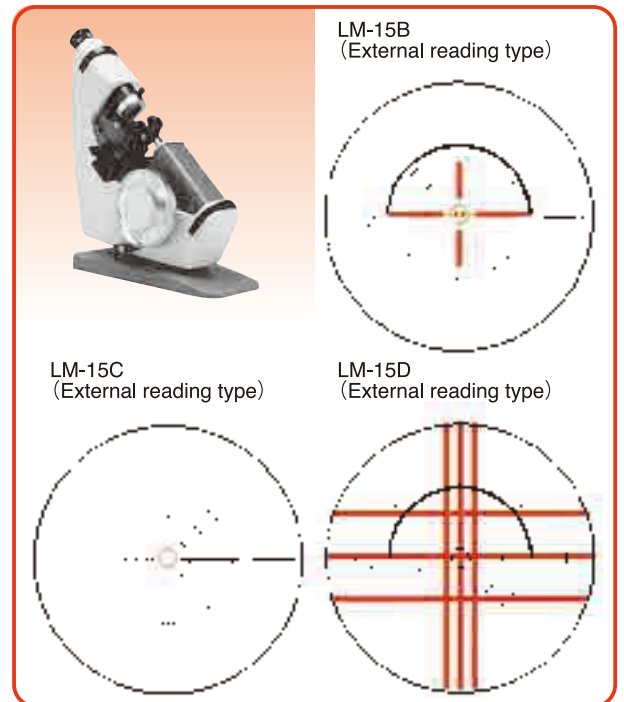 LM-15B
(External reading type)
LM-15C
(External reading type)
LM-15D
(External reading type)